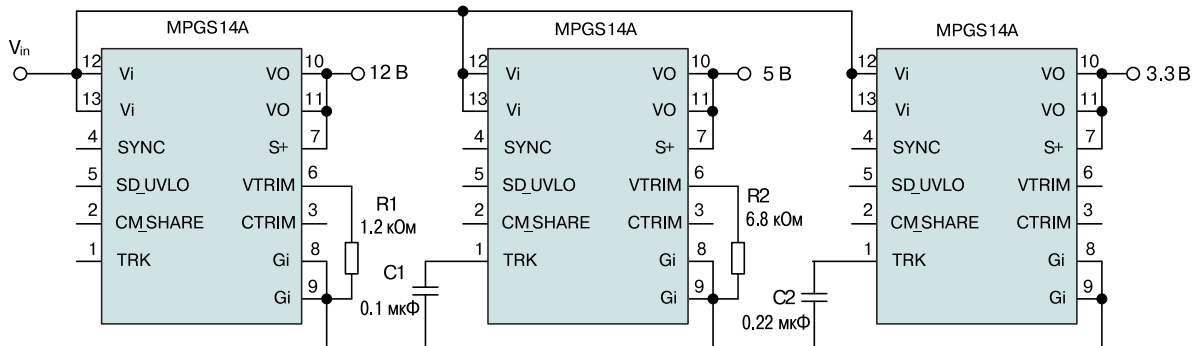 MPGS14A
V_in
12 Vi
13 Vi
4 SYNC
5 SD_UVLO
2 CM_SHARE
1 TRK
VO 10
VO 11
S+ 7
VTRIM 6
CTRIM 3
Gi 8
Gi 9
12 В
R1
1.2 кОм
C1
0.1 мкФ
MPGS14A
12 Vi
13 Vi
4 SYNC
5 SD_UVLO
2 CM_SHARE
1 TRK
VO 10
VO 11
S+ 7
VTRIM 6
CTRIM 3
Gi 8
Gi 9
5 В
R2
6.8 кОм
C2
0.22 мкФ
MPGS14A
12 Vi
13 Vi
4 SYNC
5 SD_UVLO
2 CM_SHARE
1 TRK
VO 10
VO 11
S+ 7
VTRIM 6
CTRIM 3
Gi 8
Gi 9
3.3 В